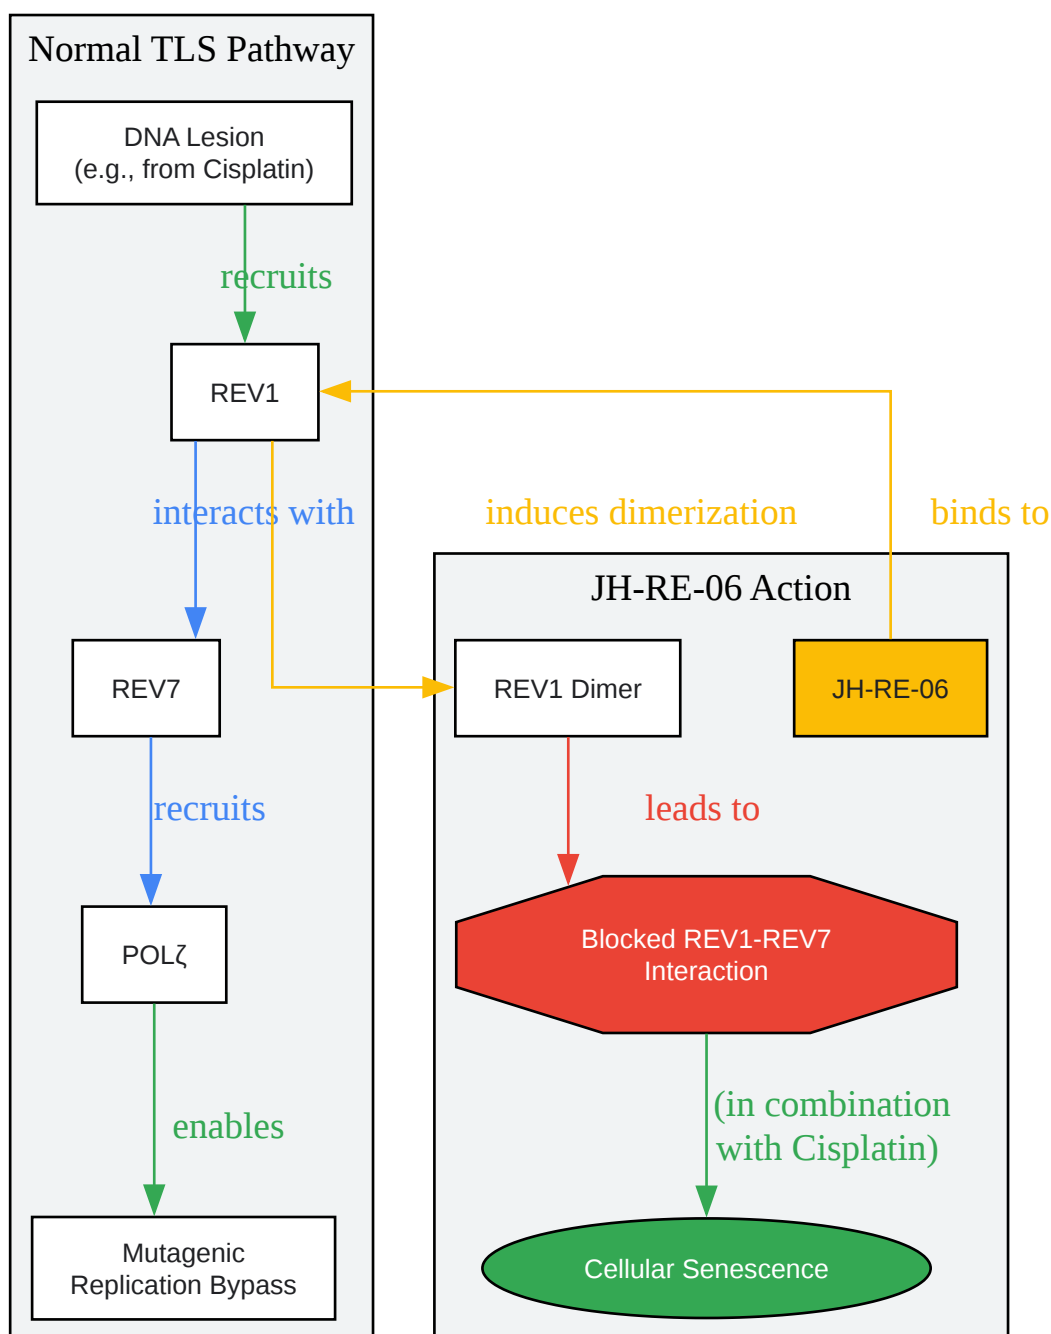 Normal TLS Pathway
DNA Lesion
(e.g., from Cisplatin)
recruits
REV1
interacts with
induces dimerization
binds to
JH-RE-06 Action
REV7
REV1 Dimer
JH-RE-06
recruits
leads to
POLζ
Blocked REV1-REV7
Interaction
enables
(in combination
with Cisplatin)
Mutagenic
Replication Bypass
Cellular Senescence